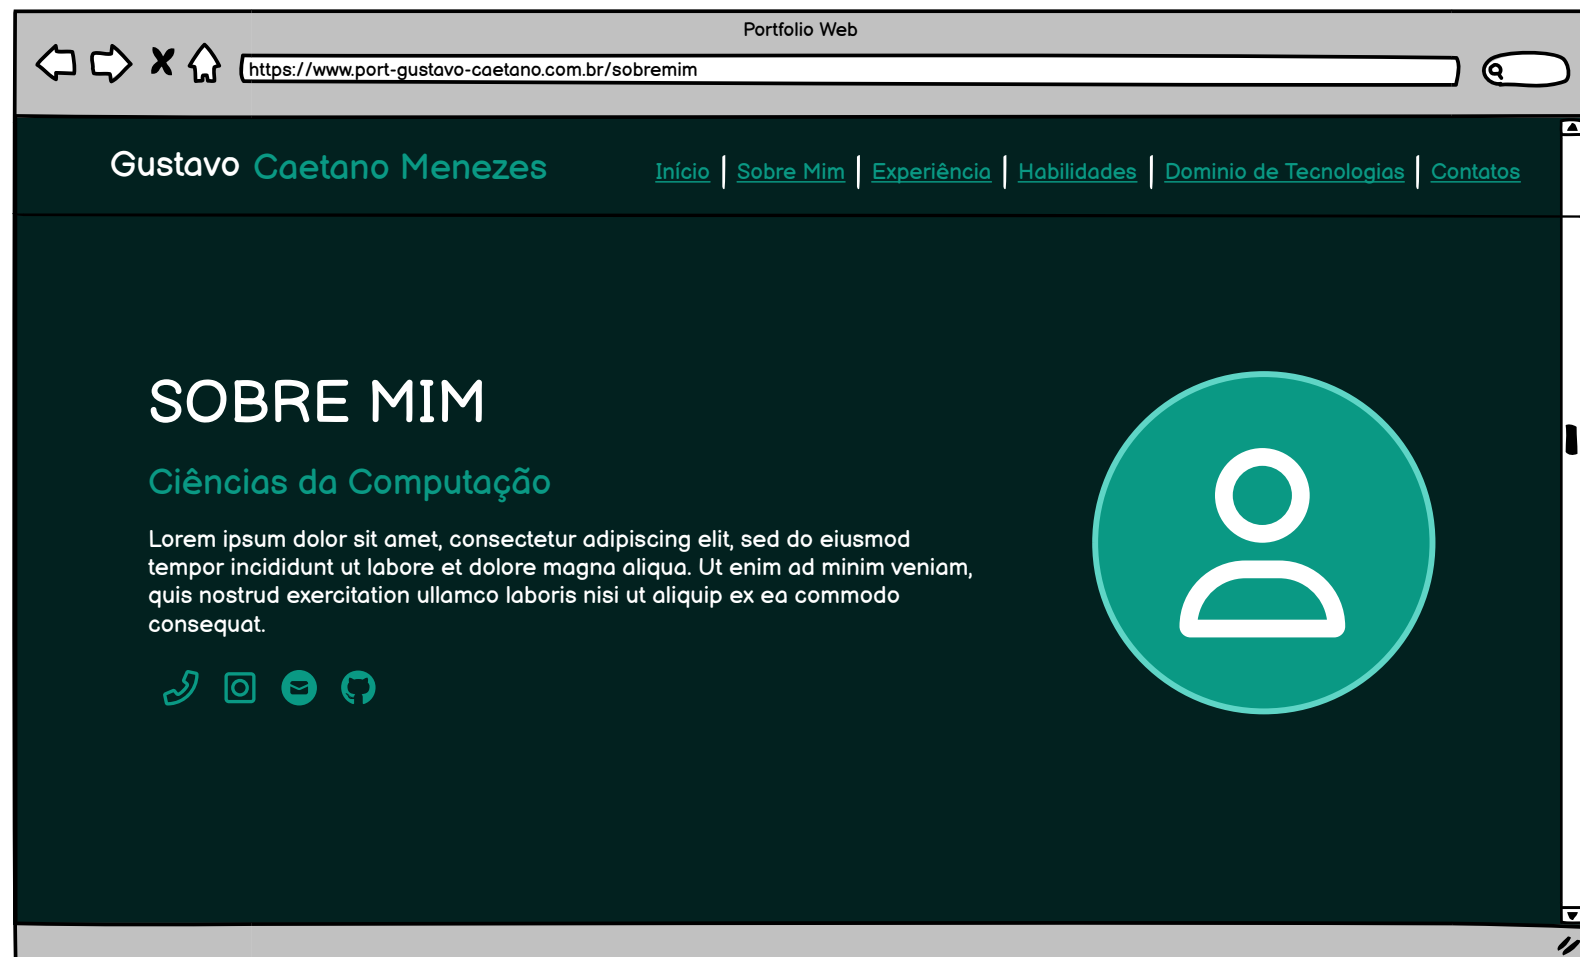 Portfolio Web
https://www.port-gustavo-caetano.com.br/sobremim
Gustavo Caetano Menezes
Início | Sobre Mim | Experiência | Habilidades | Dominio de Tecnologias | Contatos
SOBRE MIM
Ciências da Computação
Lorem ipsum dolor sit amet, consectetur adipiscing elit, sed do eiusmod
tempor incididunt ut labore et dolore magna aliqua. Ut enim ad minim veniam,
quis nostrud exercitation ullamco laboris nisi ut aliquip ex ea commodo
consequat.